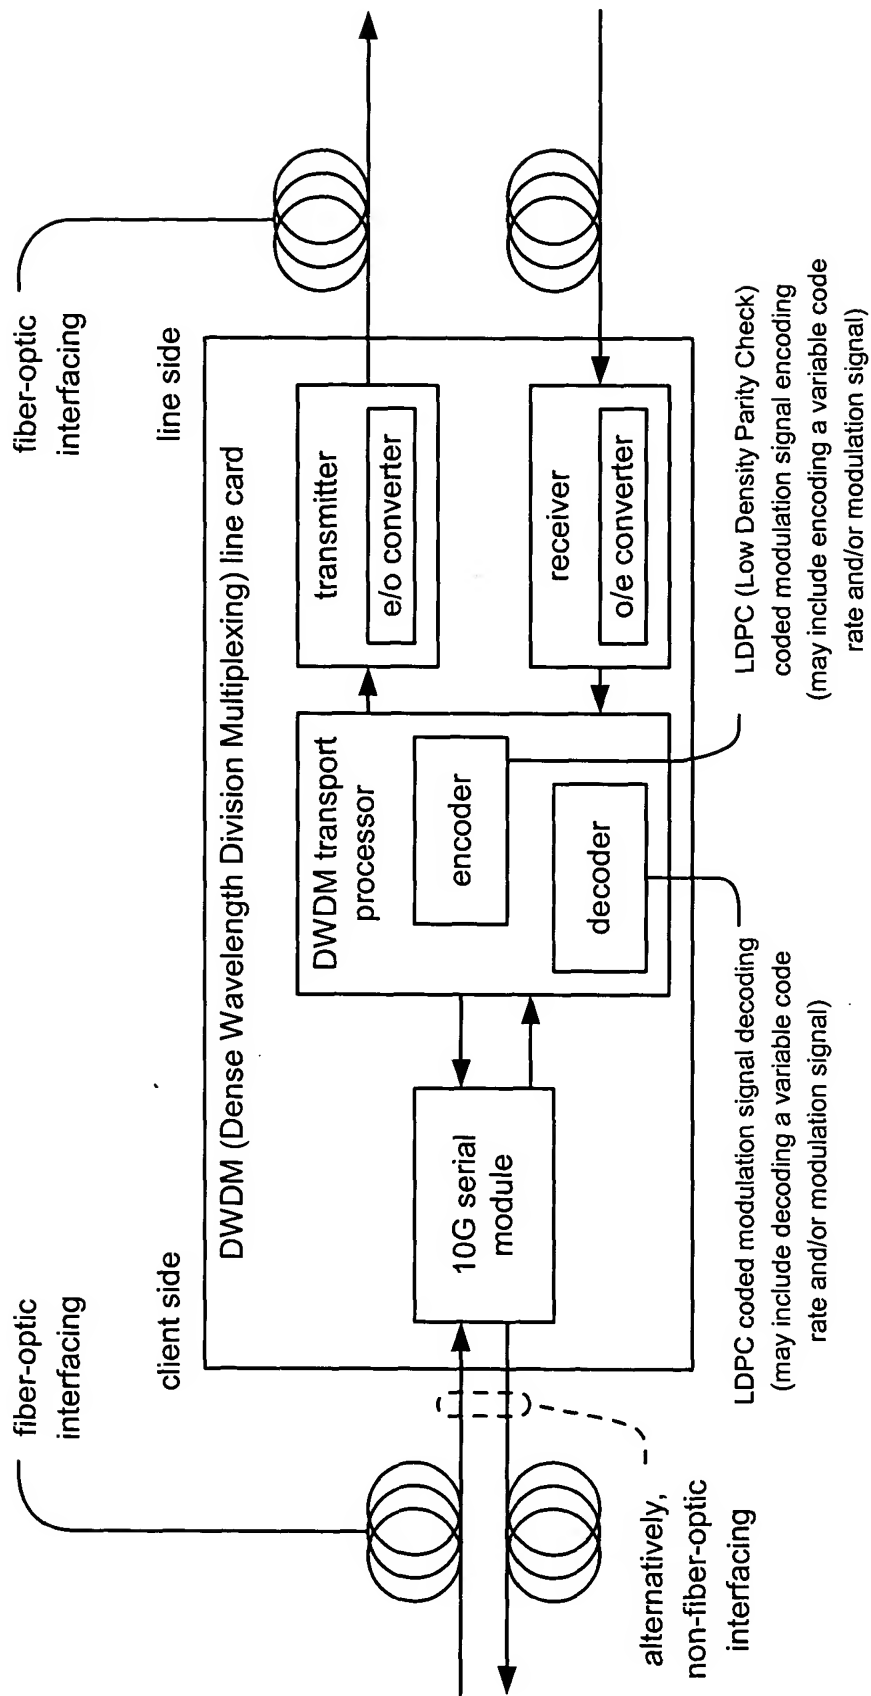 fiber-optic
interfacing
fiber-optic
interfacing
client side
line side
DWDM (Dense Wavelength Division Multiplexing) line card
10G serial
module
DWDM transport
processor
encoder
decoder
transmitter
e/o converter
receiver
o/e converter
alternatively,
non-fiber-optic
interfacing
LDPC coded modulation signal decoding
(may include decoding a variable code
rate and/or modulation signal)
LDPC (Low Density Parity Check)
coded modulation signal encoding
(may include encoding a variable code
rate and/or modulation signal)